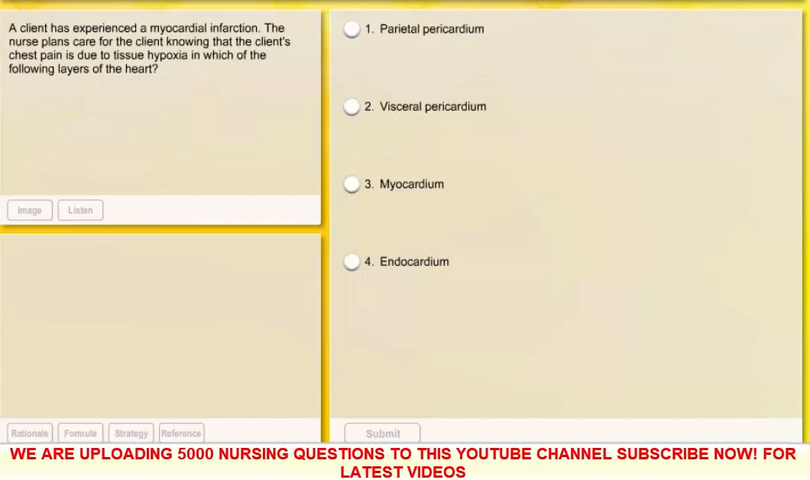 A client has experienced a myocardial infarction. The
nurse plans care for the client knowing that the client's
chest pain is due to tissue hypoxia in which of the
following layers of the heart?
Image Listen
1. Parietal pericardium
2. Visceral pericardium
3. Myocardium
4. Endocardium
Rationale Formula Strategy Reference
Submit
WE ARE UPLOADING 5000 NURSING QUESTIONS TO THIS YOUTUBE CHANNEL SUBSCRIBE NOW! FOR
LATEST VIDEOS